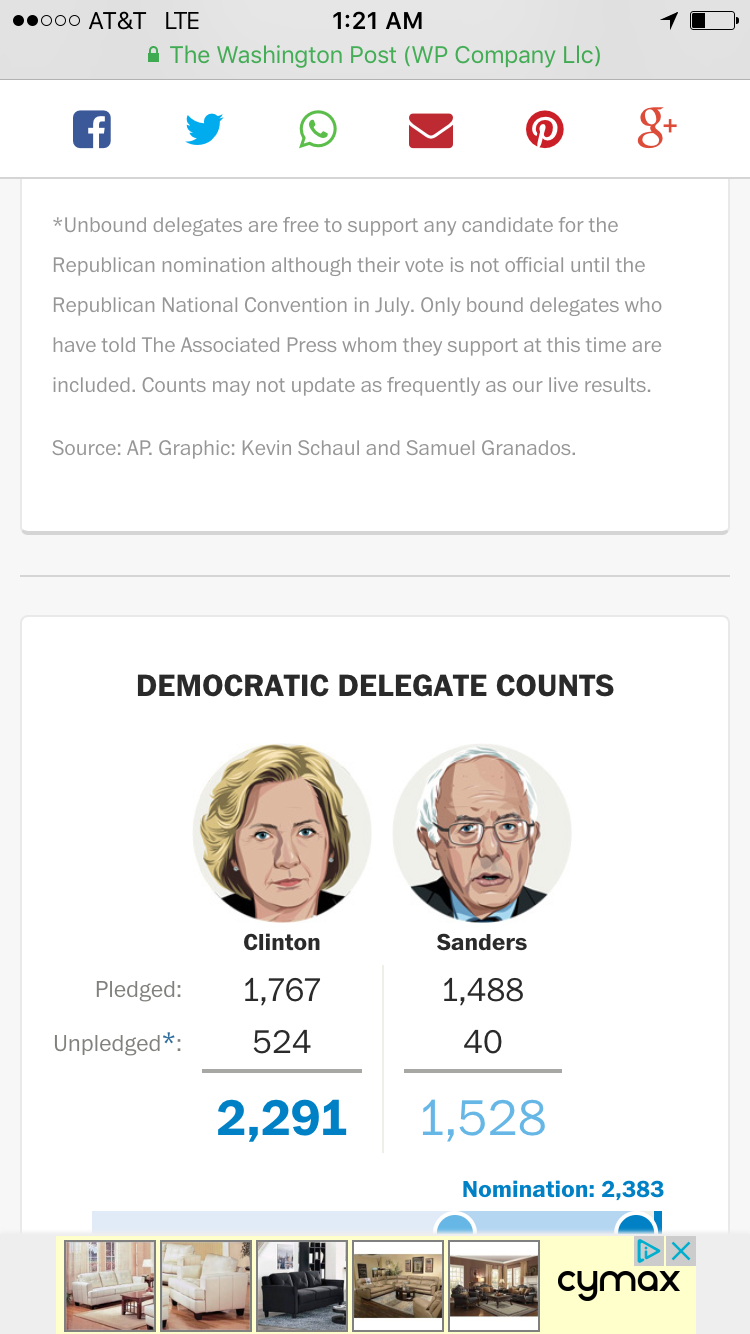 AT&T LTE 1:21 AM
The Washington Post (WP Company Llc)
*Unbound delegates are free to support any candidate for the
Republican nomination although their vote is not official until the
Republican National Convention in July. Only bound delegates who
have told The Associated Press whom they support at this time are
included. Counts may not update as frequently as our live results.
Source: AP. Graphic: Kevin Schaul and Samuel Granados.
DEMOCRATIC DELEGATE COUNTS
Clinton Sanders
Pledged: 1,767 1,488
Unpledged*: 524 40
2,291 1,528
Nomination: 2,383
cymax